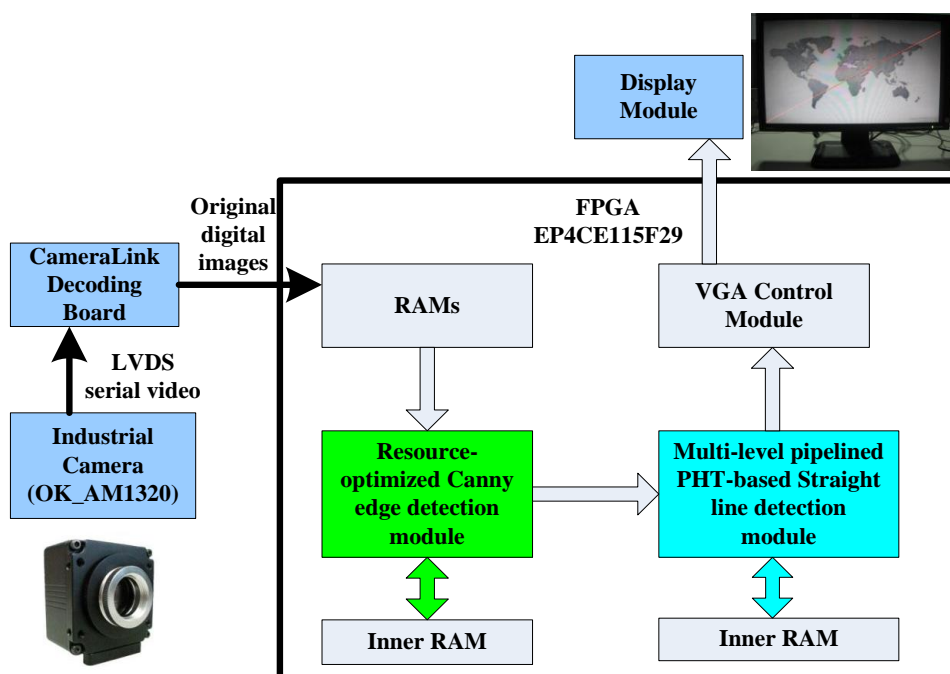 Display
Module
FPGA
EP4CE115F29
Original
digital
images
CameraLink
Decoding
Board
RAMs
VGA Control
Module
LVDS
serial video
Industrial
Camera
(OK_AM1320)
Resource-
optimized Canny
edge detection
module
Multi-level pipelined
PHT-based Straight
line detection
module
Inner RAM
Inner RAM